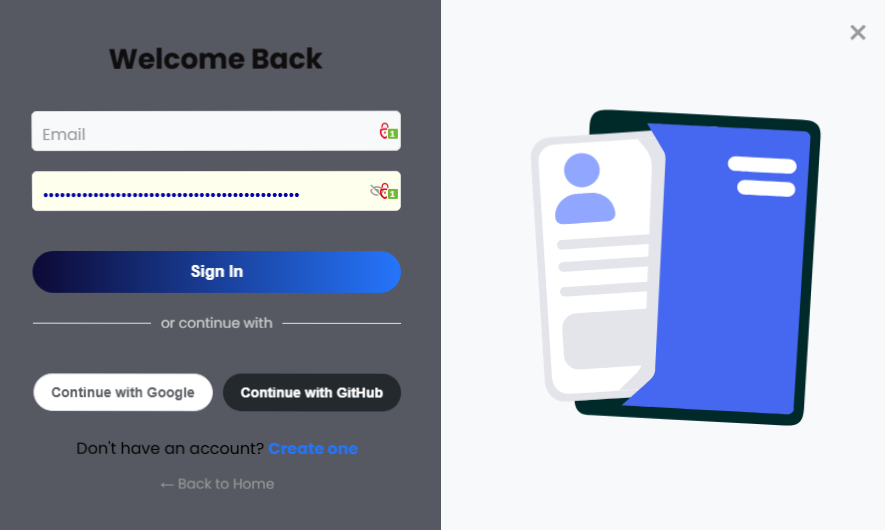 Welcome Back
Email
••••••••••••••••••••••••••••••••••••••••••••••
Sign In
or continue with
Continue with Google
Continue with GitHub
Don't have an account? Create one
← Back to Home